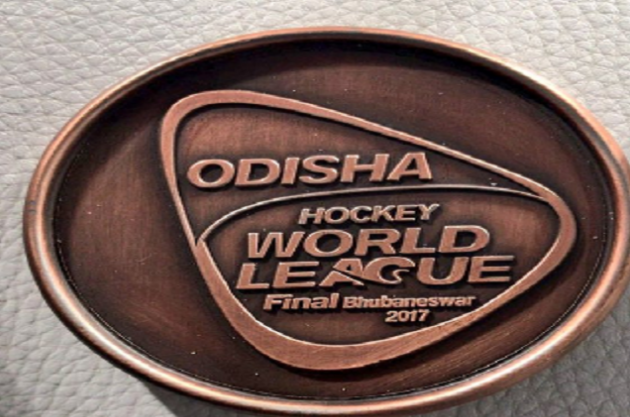 ODISHA
HOCKEY
WORLD
LEAGUE
Final Bhubaneswar
2017